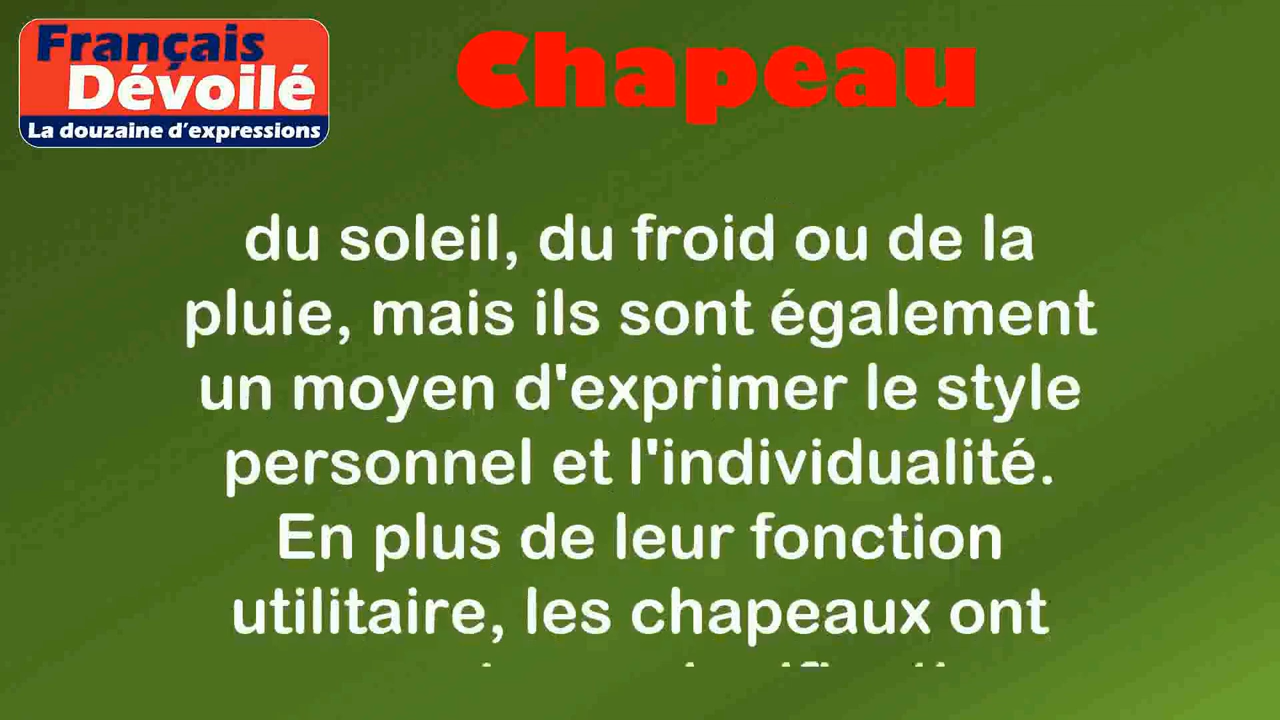 Français
Dévoilé
La douzaine d'expressions
Chapeau
du soleil, du froid ou de la
pluie, mais ils sont également
un moyen d'exprimer le style
personnel et l'individualité.
En plus de leur fonction
utilitaire, les chapeaux ont